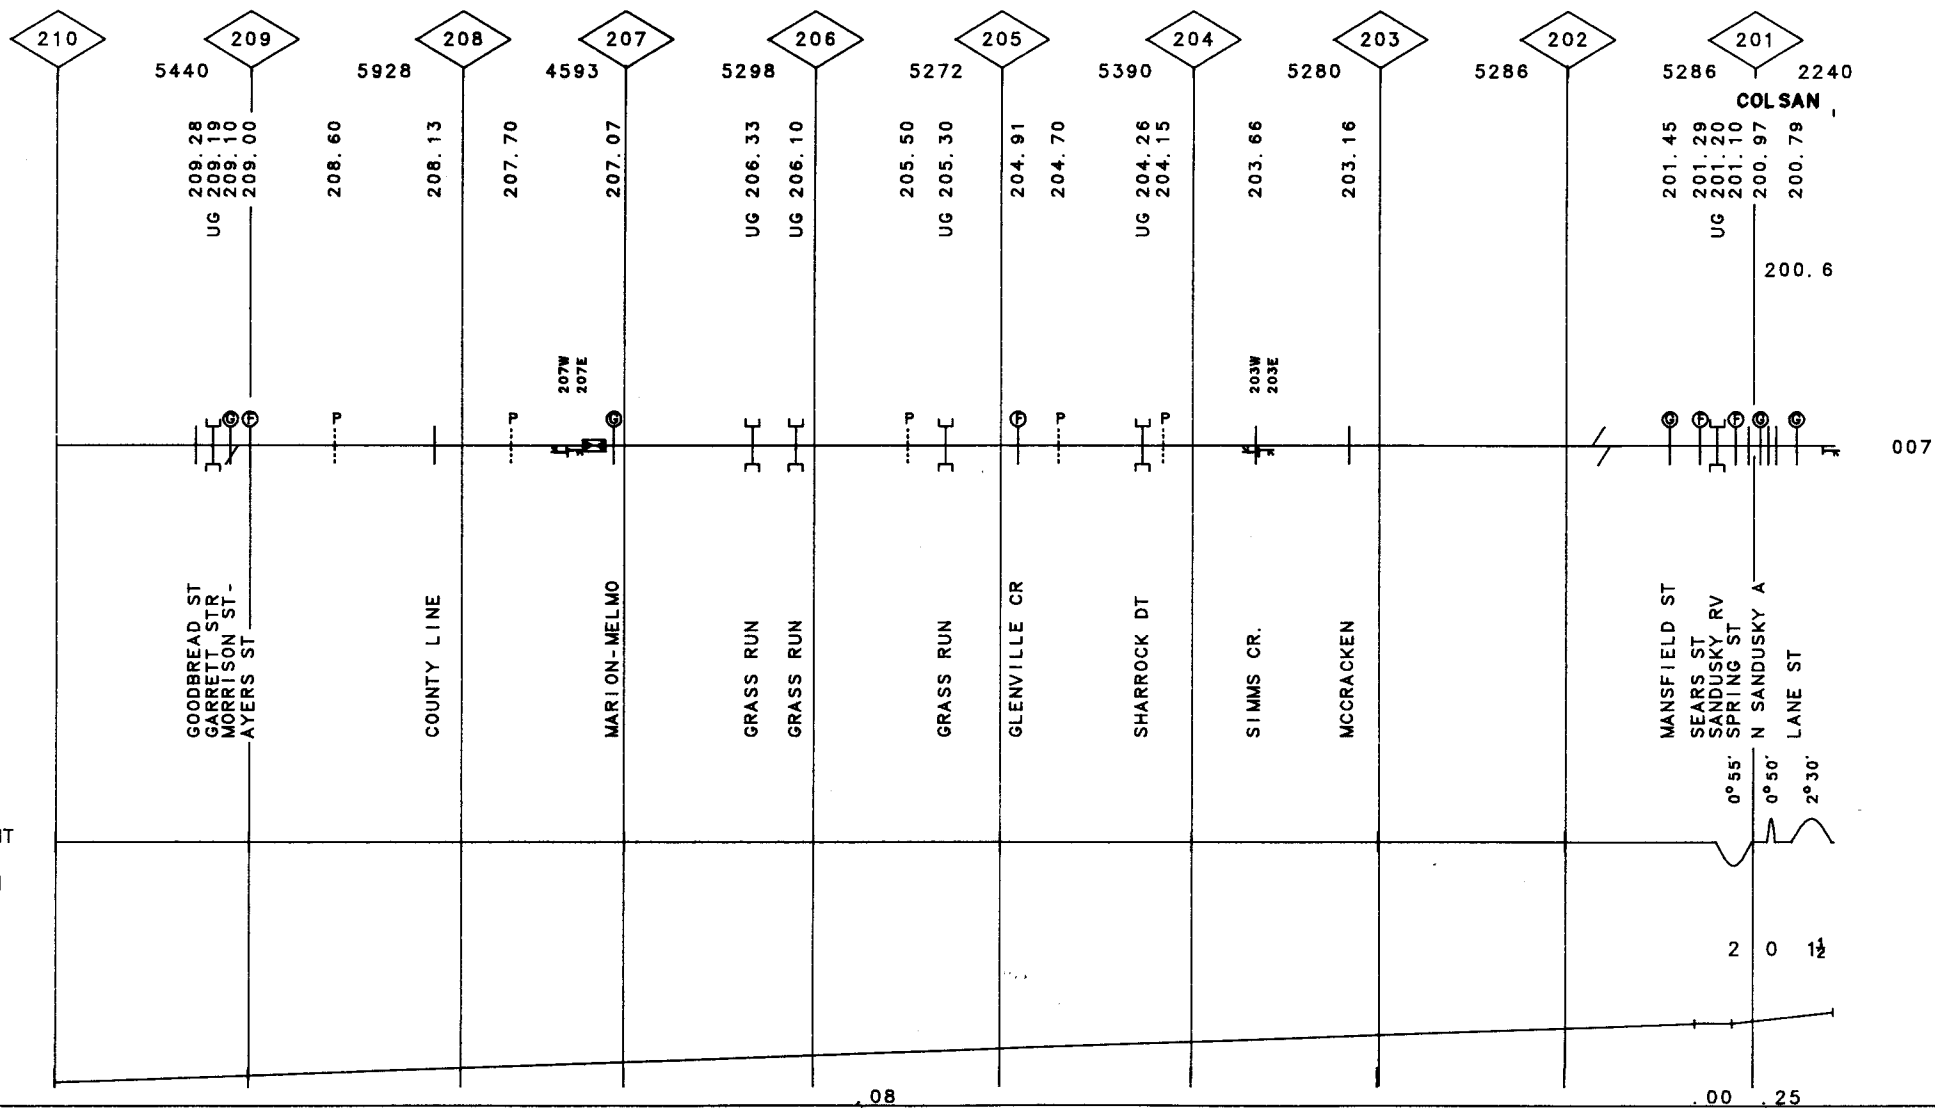 210
209
208
207
206
205
204
203
202
201
5440
5928
4593
5298
5272
5390
5280
5286
5286
2240
COLSAN
209.28
UG 209.19
209.10
209.00
208.60
208.13
207.70
207.07
UG 206.33
UG 206.10
205.50
UG 205.30
204.91
204.70
UG 204.26
204.15
203.66
203.16
201.45
201.29
UG 201.20
201.10
200.97
200.79
200.6
207W
207E
203W
203E
G
F
P
P
G
P
F
P
P
G
F
F
G
G
007
GOODBREAD ST
GARRETT STR
MORRISON ST-
AYERS ST
COUNTY LINE
MARION-MELMO
GRASS RUN
GRASS RUN
GRASS RUN
GLENVILLE CR
SHARROCK DT
SIMMS CR.
MCCRACKEN
MANSFIELD ST
SEARS ST
SANDUSKY RV
SPRING ST
N SANDUSKY A
LANE ST
0°55'
0°50'
2°30'
2
0
1½
.08
.00
.25